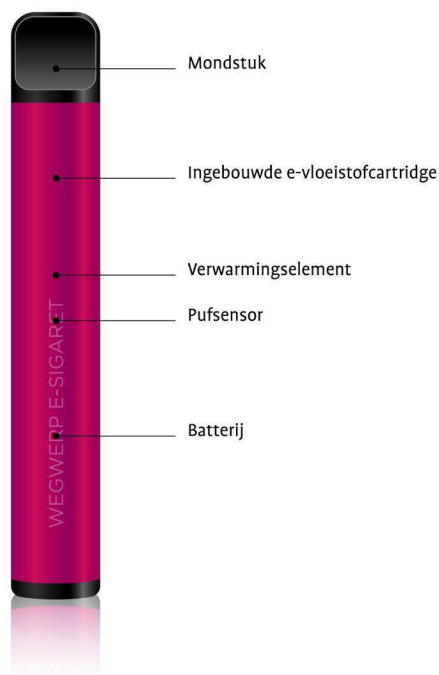 Mondstuk
Ingebouwde e-vloeistofcartridge
Verwarmingselement
Pufsensor
Batterij
WEGWERP E-SIGARET